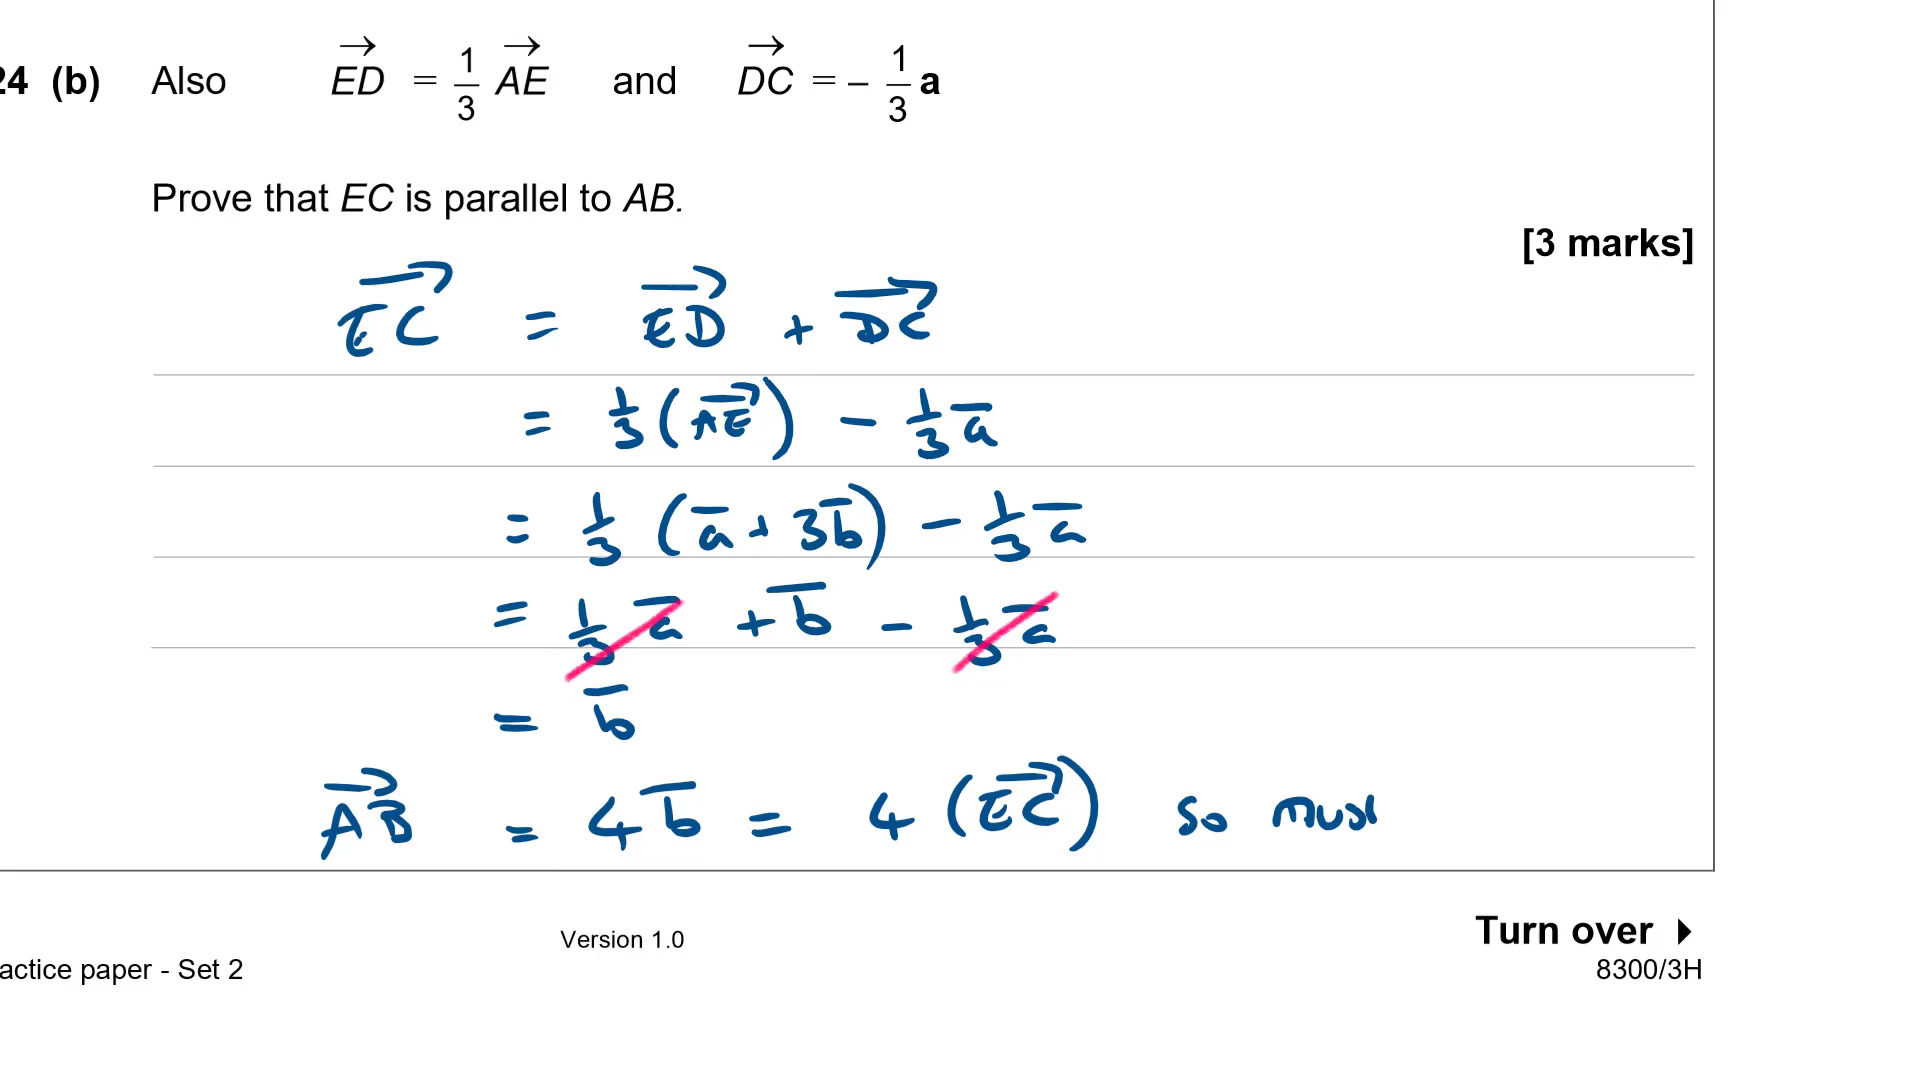 24 (b) Also ED→ = 1/3 AE→ and DC→ = – 1/3 a
Prove that EC is parallel to AB.
[3 marks]
EC→ = ED→ + DC→
= 1/3 (AE→) − 1/3 a̅
= 1/3 (a̅ + 3b̅) − 1/3 a̅
= 1/3 a̅ + b̅ − 1/3 a̅
= b̅
AB→ = 4b̅ = 4 (EC→) so mus
Turn over
Version 1.0
actice paper - Set 2
8300/3H